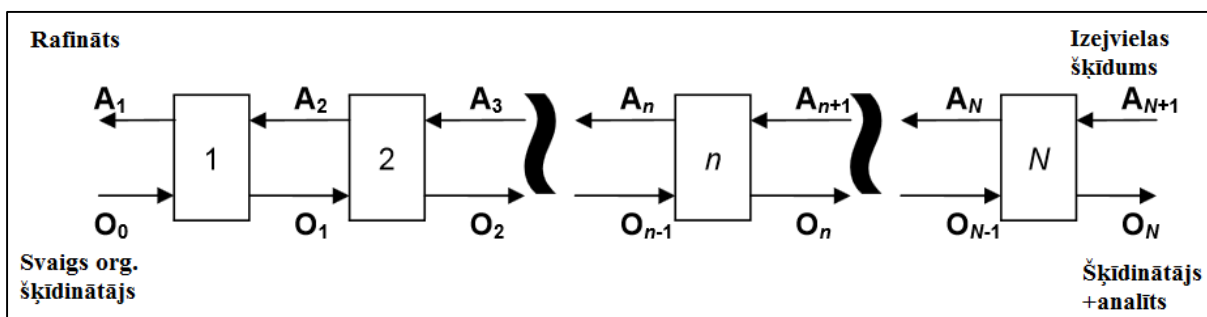 Rafināts
Izejvielas
šķīdums
A1 A2 A3 An An+1 AN AN+1
1 2 n N
O0 O1 O2 On-1 On ON-1 ON
Svaigs org.
šķīdinātājs
Šķīdinātājs
+analīts